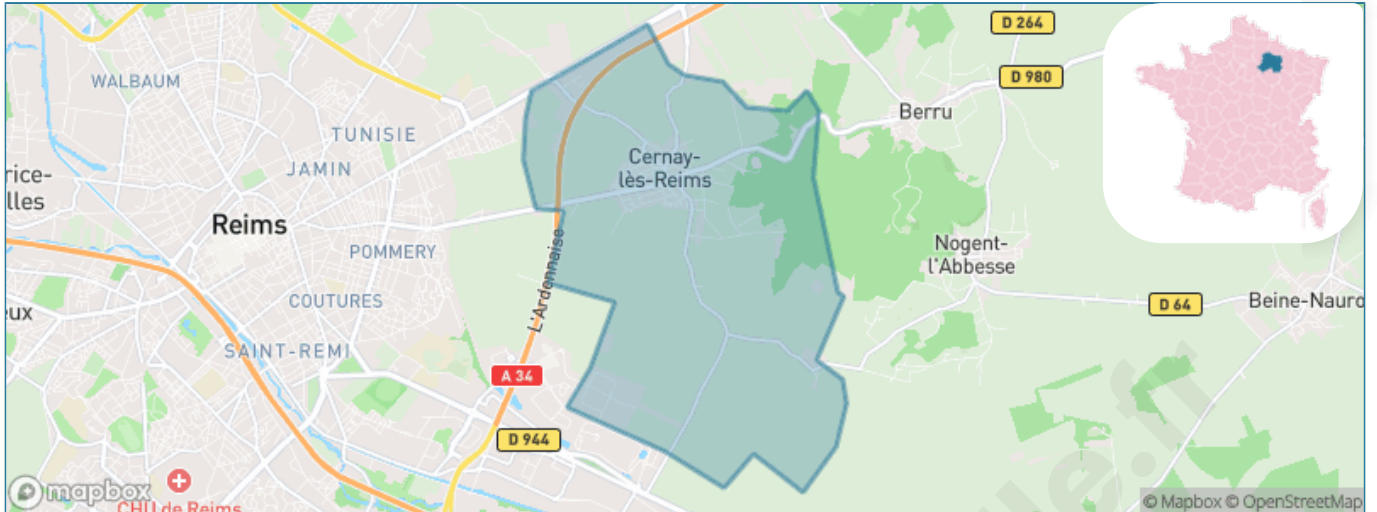 D 264
D 980
WALBAUM
Berru
TUNISIE
JAMIN
Cernay-
lès-Reims
rice-
lles
Reims
POMMERY
L'Ardennaise
Nogent-
l'Abbesse
COUTURES
D 64
Beine-Nauro
ux
SAINT-REMI
A 34
D 944
mapbox
CHU de Reims
© Mapbox © OpenStreetMap